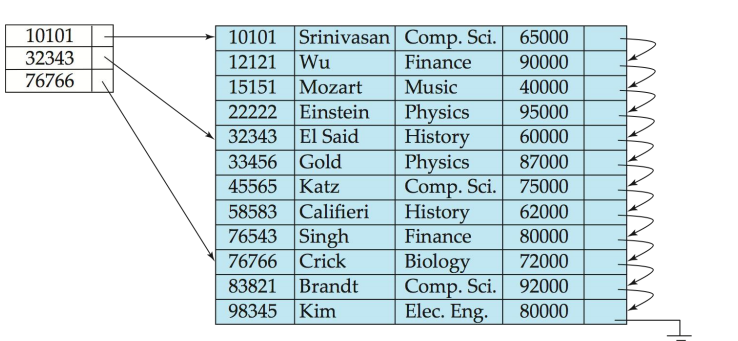 10101
32343
76766
10101 Srinivasan Comp. Sci. 65000
12121 Wu Finance 90000
15151 Mozart Music 40000
22222 Einstein Physics 95000
32343 El Said History 60000
33456 Gold Physics 87000
45565 Katz Comp. Sci. 75000
58583 Califieri History 62000
76543 Singh Finance 80000
76766 Crick Biology 72000
83821 Brandt Comp. Sci. 92000
98345 Kim Elec. Eng. 80000